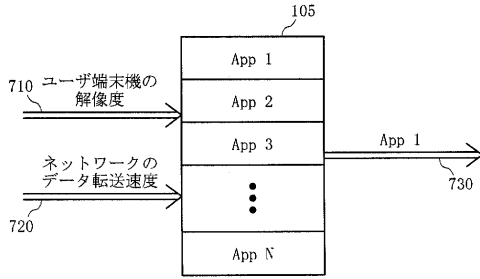 105
App 1
710
ユーザ端末機の
解像度
App 2
App 3
App 1
730
ネットワークの
データ転送速度
720
App N